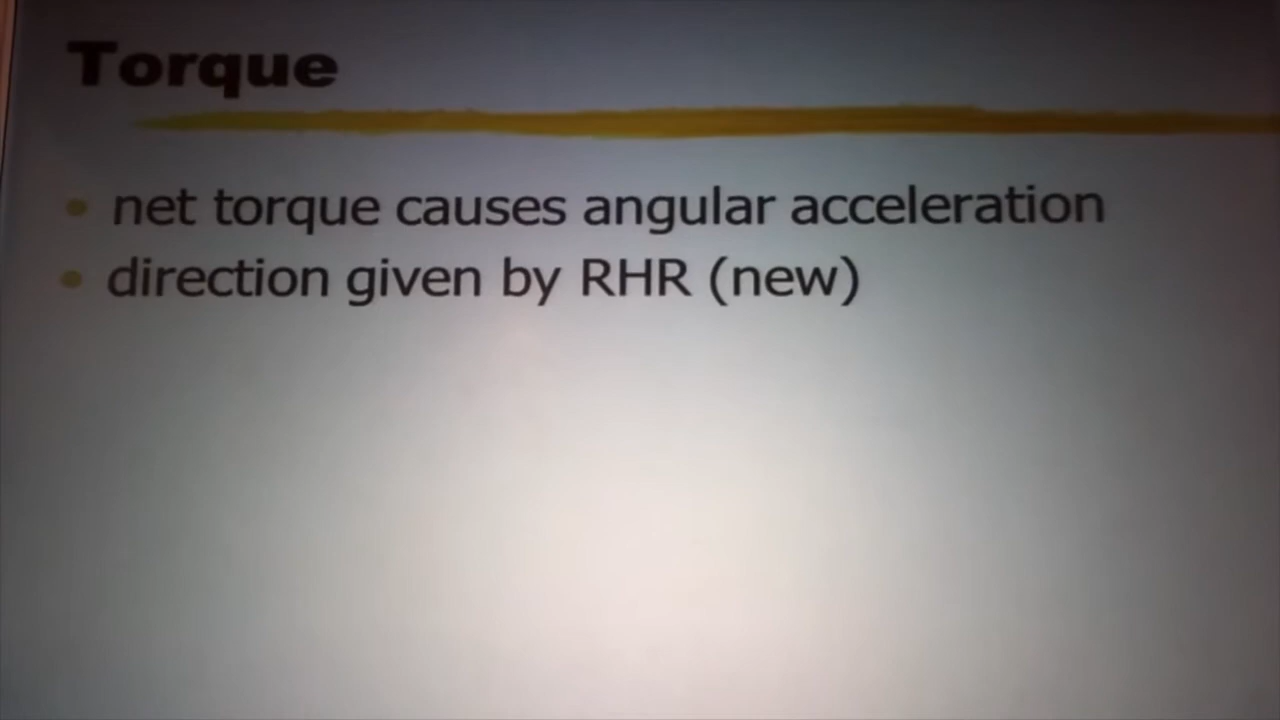 Torque
net torque causes angular acceleration
direction given by RHR (new)